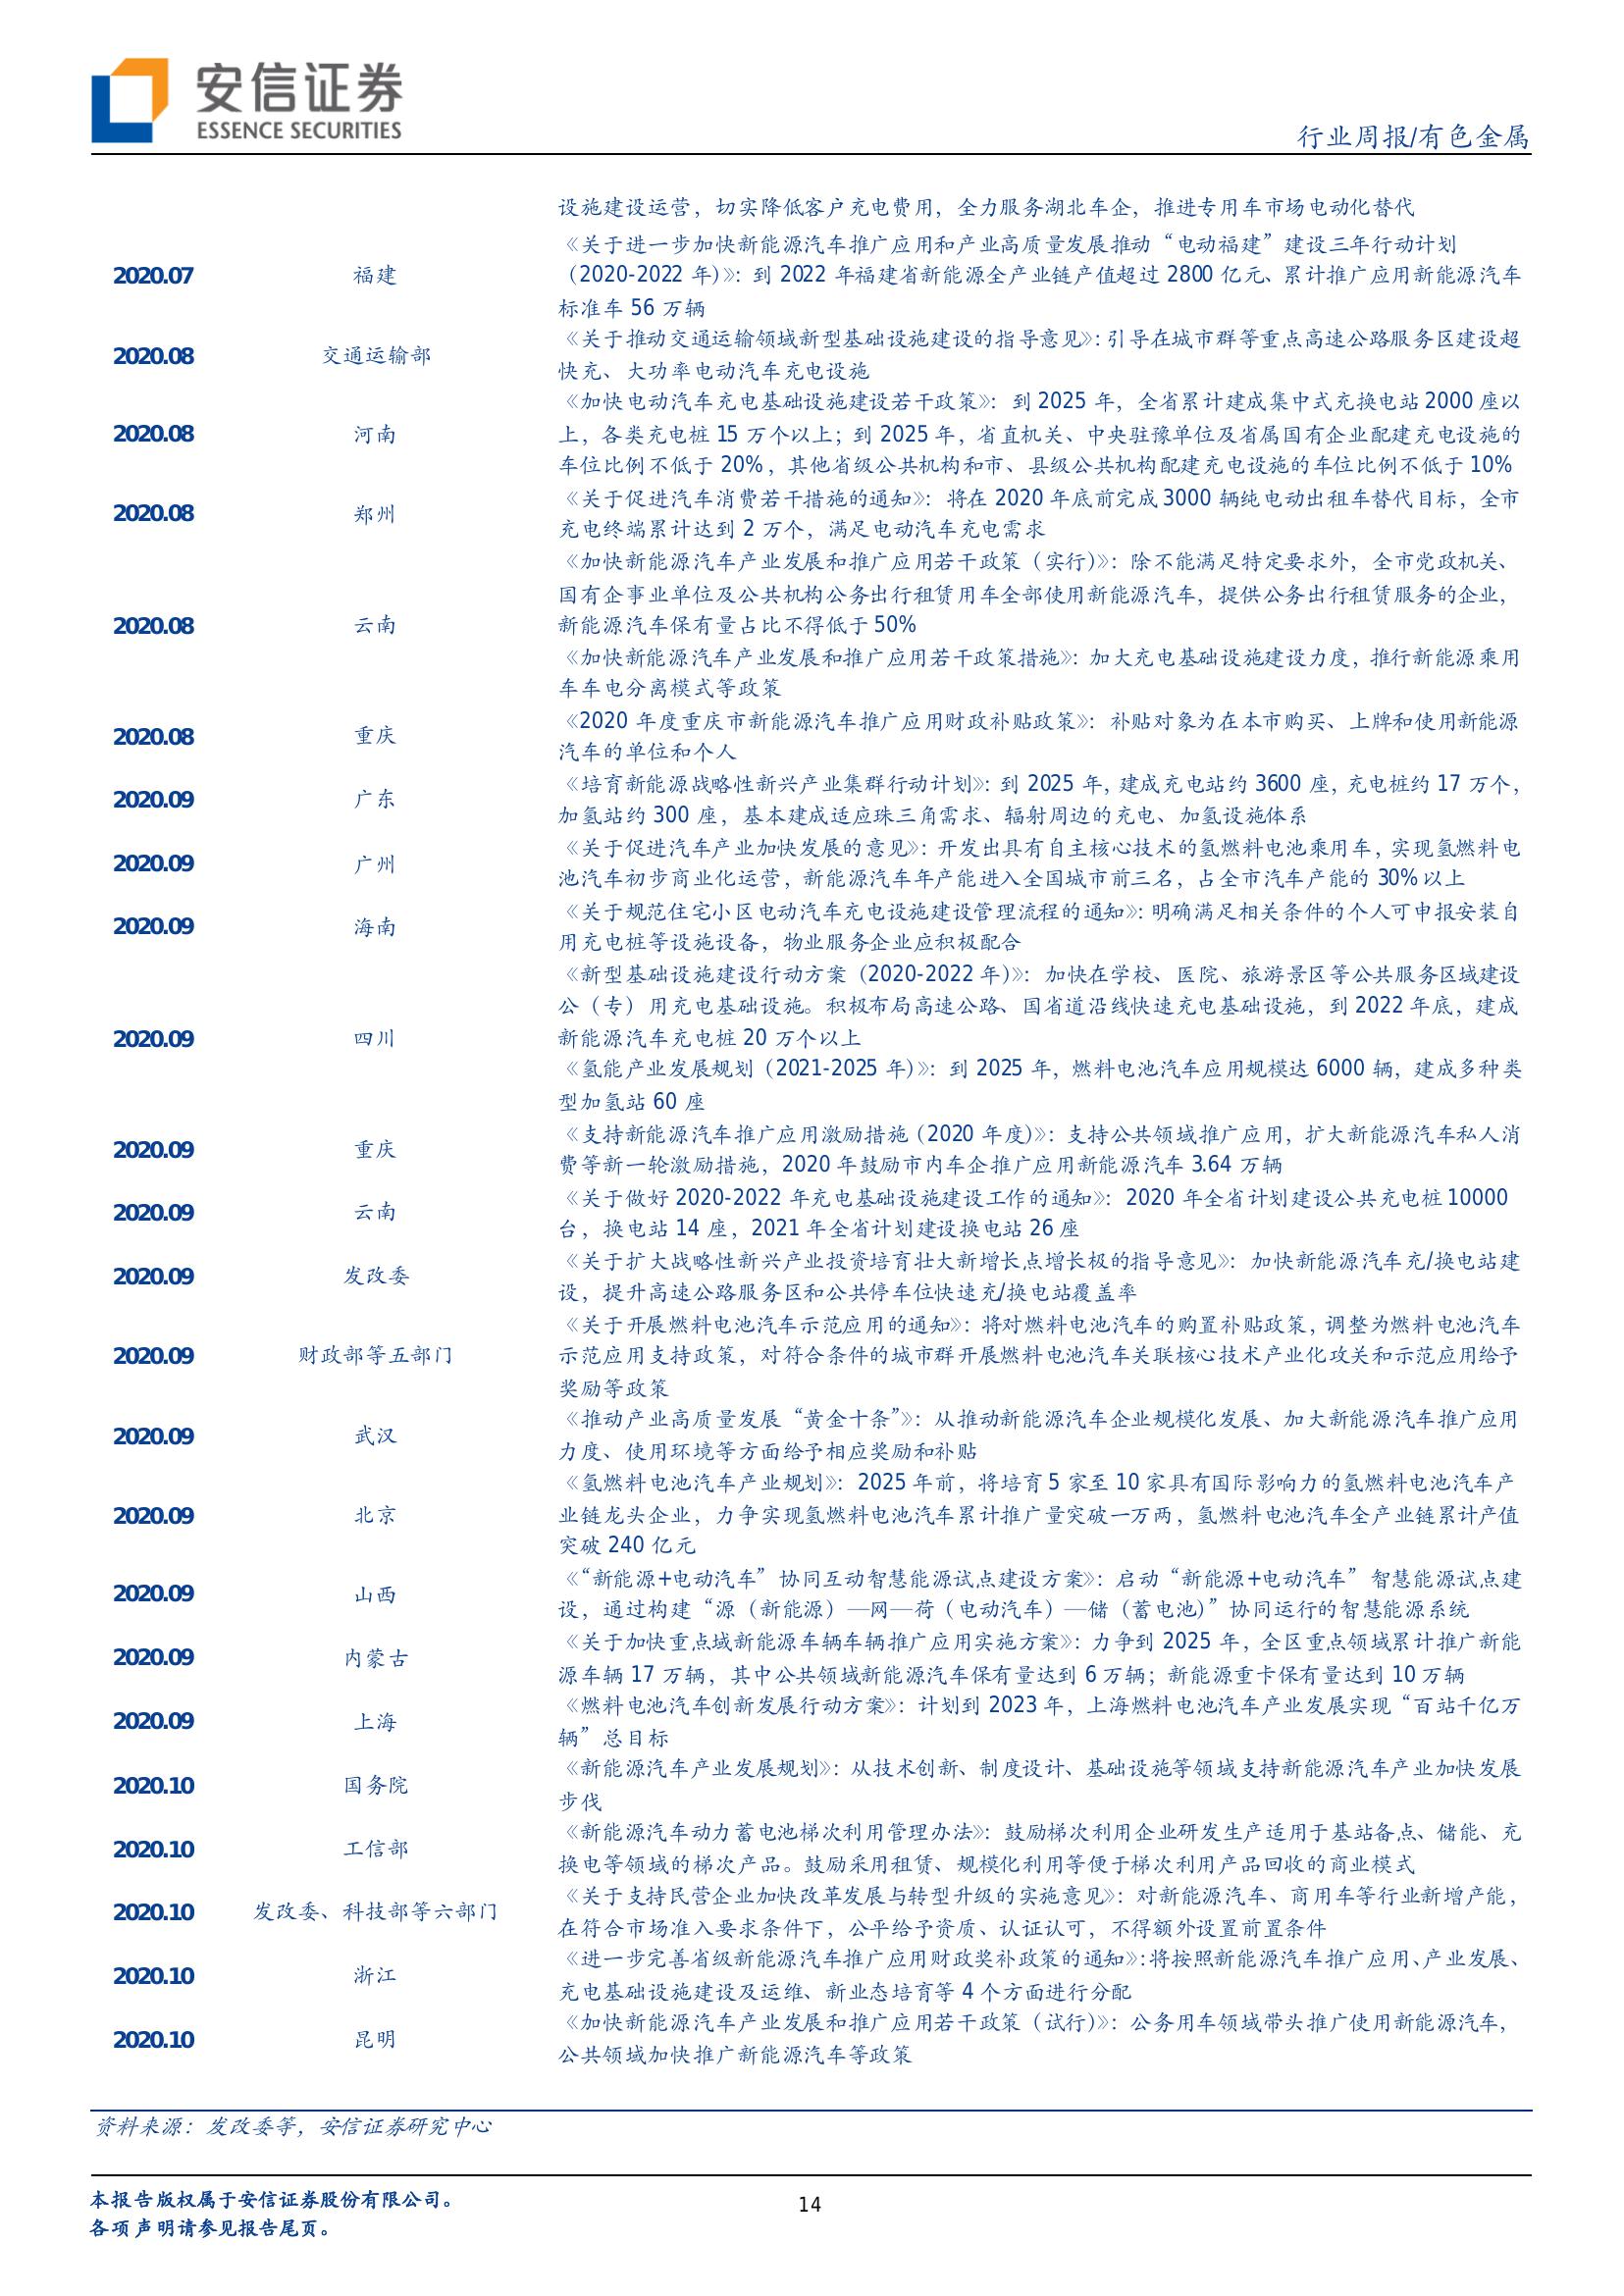 安信证券
ESSENCE SECURITIES
行业周报/有色金属
设施建设运营，切实降低客户充电费用，全力服务湖北车企，推进专用车市场电动化替代
2020.07
福建
《关于进一步加快新能源汽车推广应用和产业高质量发展推动“电动福建”建设三年行动计划
（2020-2022 年）》：到 2022 年福建省新能源全产业链产值超过 2800 亿元、累计推广应用新能源汽车
标准车 56 万辆
2020.08
交通运输部
《关于推动交通运输领域新型基础设施建设的指导意见》：引导在城市群等重点高速公路服务区建设超
快充、大功率电动汽车充电设施
2020.08
河南
《加快电动汽车充电基础设施建设若干政策》：到 2025 年，全省累计建成集中式充换电站 2000 座以
上，各类充电桩 15 万个以上；到 2025 年，省直机关、中央驻豫单位及省属国有企业配建充电设施的
车位比例不低于 20%，其他省级公共机构和市、县级公共机构配建充电设施的车位比例不低于 10%
2020.08
郑州
《关于促进汽车消费若干措施的通知》：将在 2020 年底前完成 3000 辆纯电动出租车替代目标，全市
充电终端累计达到 2 万个，满足电动汽车充电需求
2020.08
云南
《加快新能源汽车产业发展和推广应用若干政策（实行）》：除不能满足特定要求外，全市党政机关、
国有企事业单位及公共机构公务出行租赁用车全部使用新能源汽车，提供公务出行租赁服务的企业，
新能源汽车保有量占比不得低于 50%
《加快新能源汽车产业发展和推广应用若干政策措施》：加大充电基础设施建设力度，推行新能源乘用
车车电分离模式等政策
2020.08
重庆
《2020 年度重庆市新能源汽车推广应用财政补贴政策》：补贴对象为在本市购买、上牌和使用新能源
汽车的单位和个人
2020.09
广东
《培育新能源战略性新兴产业集群行动计划》：到 2025 年，建成充电站约 3600 座，充电桩约 17 万个，
加氢站约 300 座，基本建成适应珠三角需求、辐射周边的充电、加氢设施体系
2020.09
广州
《关于促进汽车产业加快发展的意见》：开发出具有自主核心技术的氢燃料电池乘用车，实现氢燃料电
池汽车初步商业化运营，新能源汽车年产能进入全国城市前三名，占全市汽车产能的 30%以上
2020.09
海南
《关于规范住宅小区电动汽车充电设施建设管理流程的通知》：明确满足相关条件的个人可申报安装自
用充电桩等设施设备，物业服务企业应积极配合
2020.09
四川
《新型基础设施建设行动方案（2020-2022 年）》：加快在学校、医院、旅游景区等公共服务区域建设
公（专）用充电基础设施。积极布局高速公路、国省道沿线快速充电基础设施，到 2022 年底，建成
新能源汽车充电桩 20 万个以上
《氢能产业发展规划（2021-2025 年）》：到 2025 年，燃料电池汽车应用规模达 6000 辆，建成多种类
型加氢站 60 座
2020.09
重庆
《支持新能源汽车推广应用激励措施（2020 年度）》：支持公共领域推广应用，扩大新能源汽车私人消
费等新一轮激励措施，2020 年鼓励市内车企推广应用新能源汽车 3.64 万辆
2020.09
云南
《关于做好 2020-2022 年充电基础设施建设工作的通知》：2020 年全省计划建设公共充电桩 10000
台，换电站 14 座，2021 年全省计划建设换电站 26 座
2020.09
发改委
《关于扩大战略性新兴产业投资培育壮大新增长点增长极的指导意见》：加快新能源汽车充/换电站建
设，提升高速公路服务区和公共停车位快速充/换电站覆盖率
2020.09
财政部等五部门
《关于开展燃料电池汽车示范应用的通知》：将对燃料电池汽车的购置补贴政策，调整为燃料电池汽车
示范应用支持政策，对符合条件的城市群开展燃料电池汽车关联核心技术产业化攻关和示范应用给予
奖励等政策
2020.09
武汉
《推动产业高质量发展“黄金十条”》：从推动新能源汽车企业规模化发展、加大新能源汽车推广应用
力度、使用环境等方面给予相应奖励和补贴
2020.09
北京
《氢燃料电池汽车产业规划》：2025 年前，将培育 5 家至 10 家具有国际影响力的氢燃料电池汽车产
业链龙头企业，力争实现氢燃料电池汽车累计推广量突破一万两，氢燃料电池汽车全产业链累计产值
突破 240 亿元
2020.09
山西
《“新能源+电动汽车”协同互动智慧能源试点建设方案》：启动“新能源+电动汽车”智慧能源试点建
设，通过构建“源（新能源）—网—荷（电动汽车）—储（蓄电池）”协同运行的智慧能源系统
2020.09
内蒙古
《关于加快重点域新能源车辆车辆推广应用实施方案》：力争到 2025 年，全区重点领域累计推广新能
源车辆 17 万辆，其中公共领域新能源汽车保有量达到 6 万辆；新能源重卡保有量达到 10 万辆
2020.09
上海
《燃料电池汽车创新发展行动方案》：计划到 2023 年，上海燃料电池汽车产业发展实现“百站千亿万
辆”总目标
2020.10
国务院
《新能源汽车产业发展规划》：从技术创新、制度设计、基础设施等领域支持新能源汽车产业加快发展
步伐
2020.10
工信部
《新能源汽车动力蓄电池梯次利用管理办法》：鼓励梯次利用企业研发生产适用于基站备点、储能、充
换电等领域的梯次产品。鼓励采用租赁、规模化利用等便于梯次利用产品回收的商业模式
2020.10
发改委、科技部等六部门
《关于支持民营企业加快改革发展与转型升级的实施意见》：对新能源汽车、商用车等行业新增产能，
在符合市场准入要求条件下，公平给予资质、认证认可，不得额外设置前置条件
2020.10
浙江
《进一步完善省级新能源汽车推广应用财政奖补政策的通知》：将按照新能源汽车推广应用、产业发展、
充电基础设施建设及运维、新业态培育等 4 个方面进行分配
2020.10
昆明
《加快新能源汽车产业发展和推广应用若干政策（试行）》：公务用车领域带头推广使用新能源汽车，
公共领域加快推广新能源汽车等政策
资料来源：发改委等，安信证券研究中心
本报告版权属于安信证券股份有限公司。
各项声明请参见报告尾页。
14